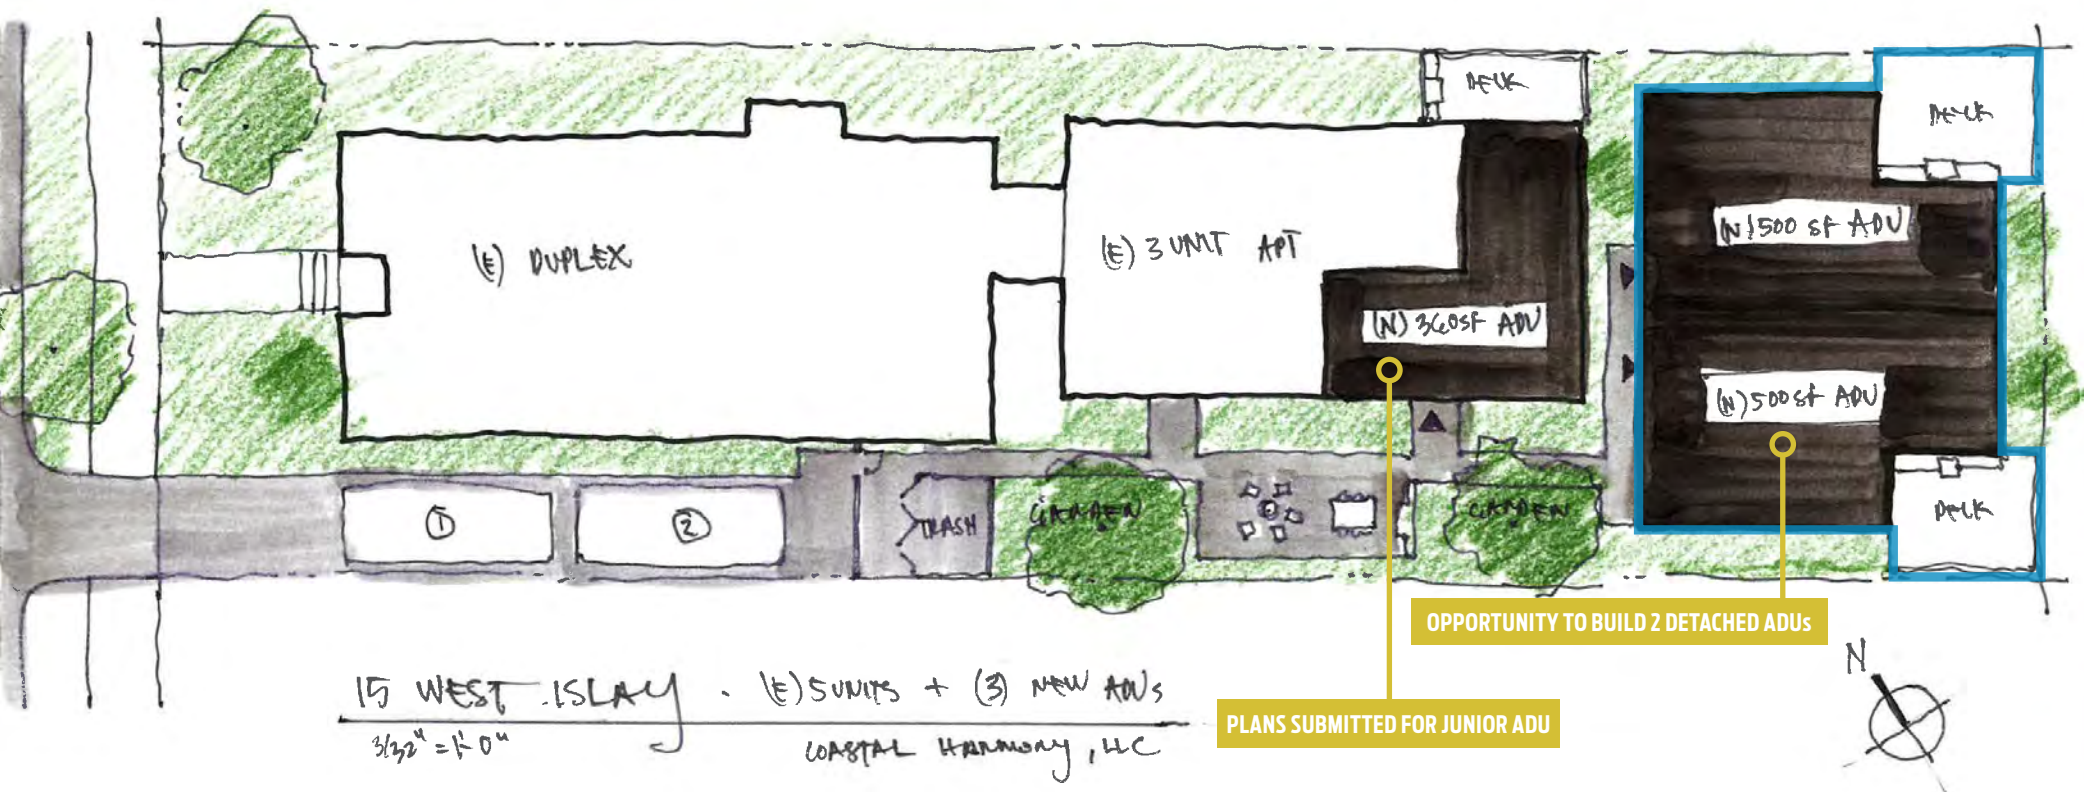 DECK
DECK
(N) 500 SF ADU
(E) DUPLEX
(E) 3 UNIT APT
(N) 360SF ADU
(N) 500 SF ADU
① ② TRASH GARDEN GARDEN DECK
OPPORTUNITY TO BUILD 2 DETACHED ADUs
N
15 WEST ISLAY . (E) 5 UNITS + (3) NEW ADUs
PLANS SUBMITTED FOR JUNIOR ADU
3/32" = 1'-0" COASTAL HARMONY, LLC